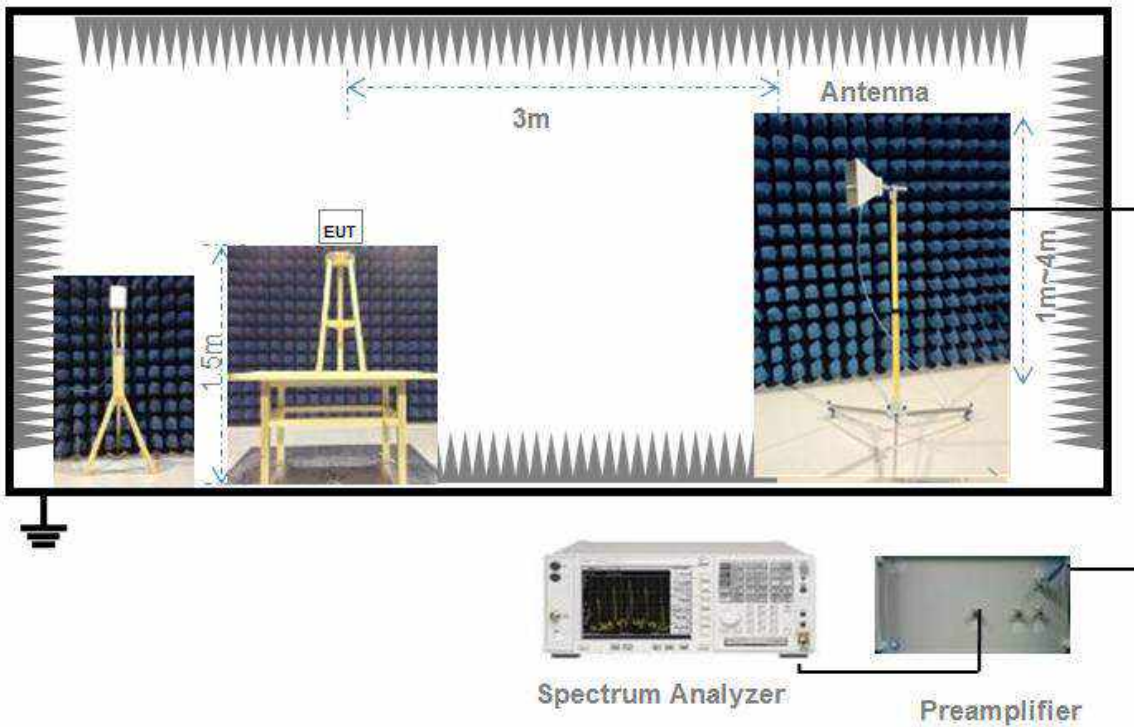 Antenna
3m
EUT
1.5m
1m~4m
Spectrum Analyzer
Preamplifier